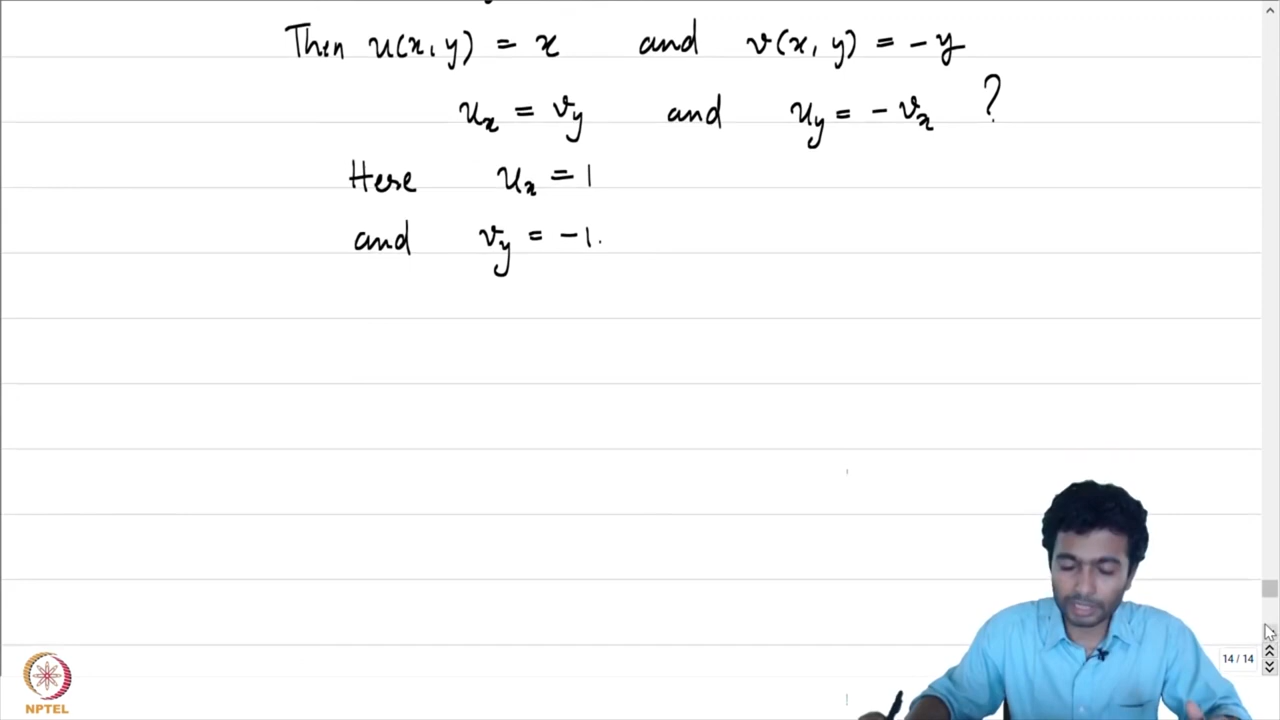 Then u(x, y) = x and v(x, y) = -y
u_x = v_y and u_y = - v_x ?
Here u_x = 1
and v_y = -1.
14 / 14
NPTEL